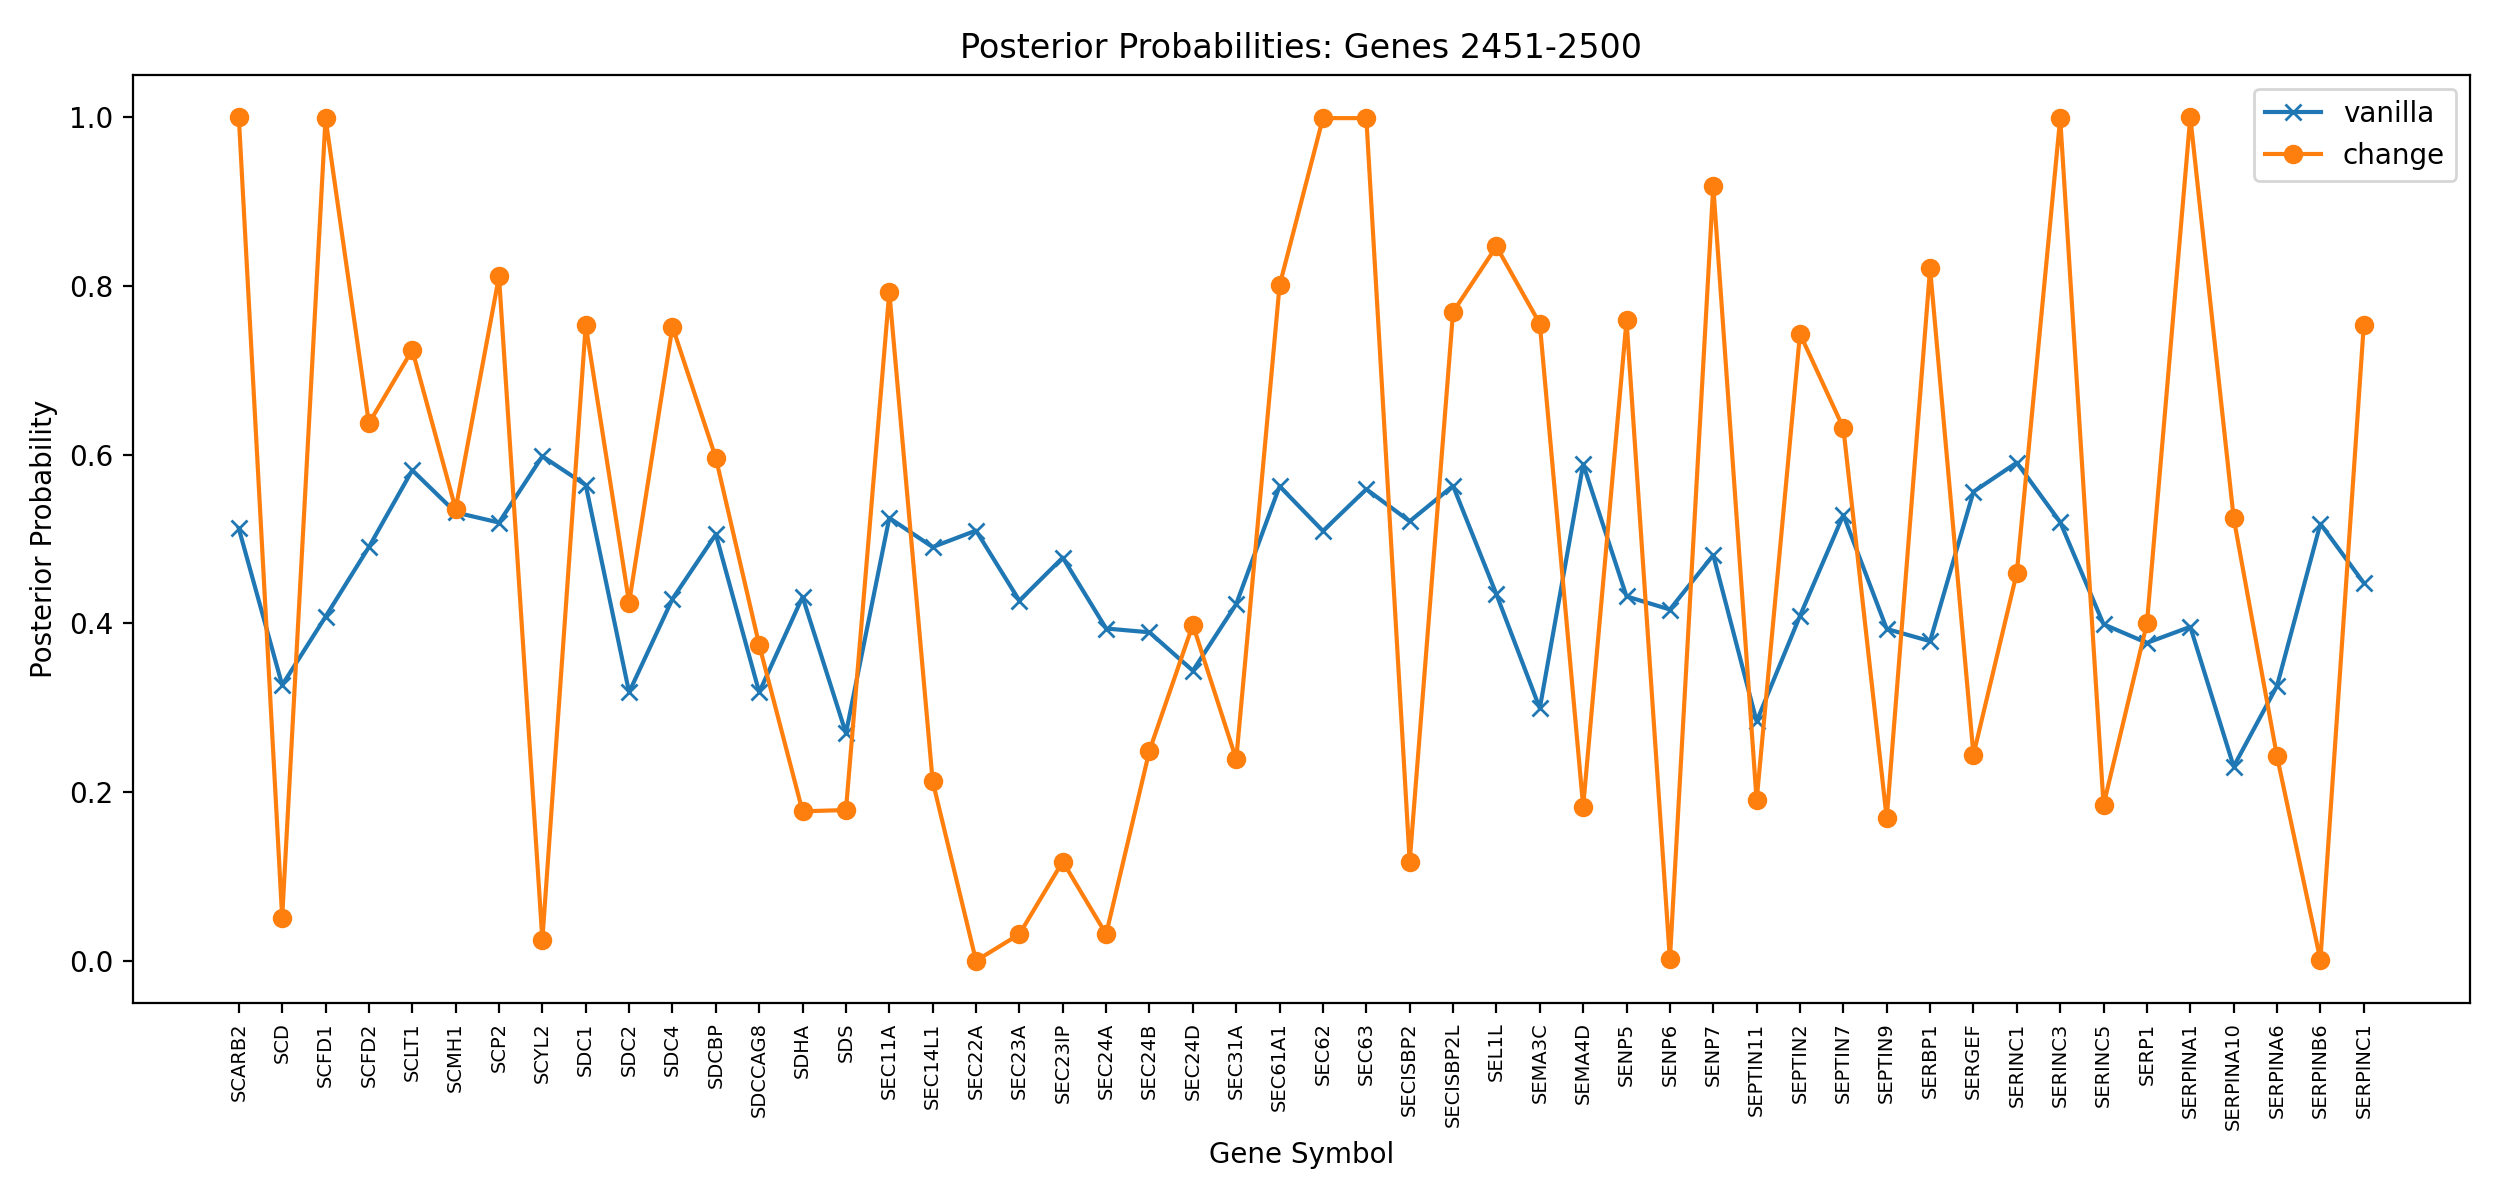 Posterior Probabilities: Genes 2451-2500
vanilla
change
Posterior Probability
1.0
0.8
0.6
0.4
0.2
0.0
SCARB2
SCD
SCFD1
SCFD2
SCLT1
SCMH1
SCP2
SCYL2
SDC1
SDC2
SDC4
SDCBP
SDCCAG8
SDHA
SDS
SEC11A
SEC14L1
SEC22A
SEC23A
SEC23IP
SEC24A
SEC24B
SEC24D
SEC31A
SEC61A1
SEC62
SEC63
SECISBP2
SECISBP2L
SEL1L
SEMA3C
SEMA4D
SENP5
SENP6
SENP7
SEPTIN11
SEPTIN2
SEPTIN7
SEPTIN9
SERBP1
SERGEF
SERINC1
SERINC3
SERINC5
SERP1
SERPINA1
SERPINA10
SERPINA6
SERPINB6
SERPINC1
Gene Symbol